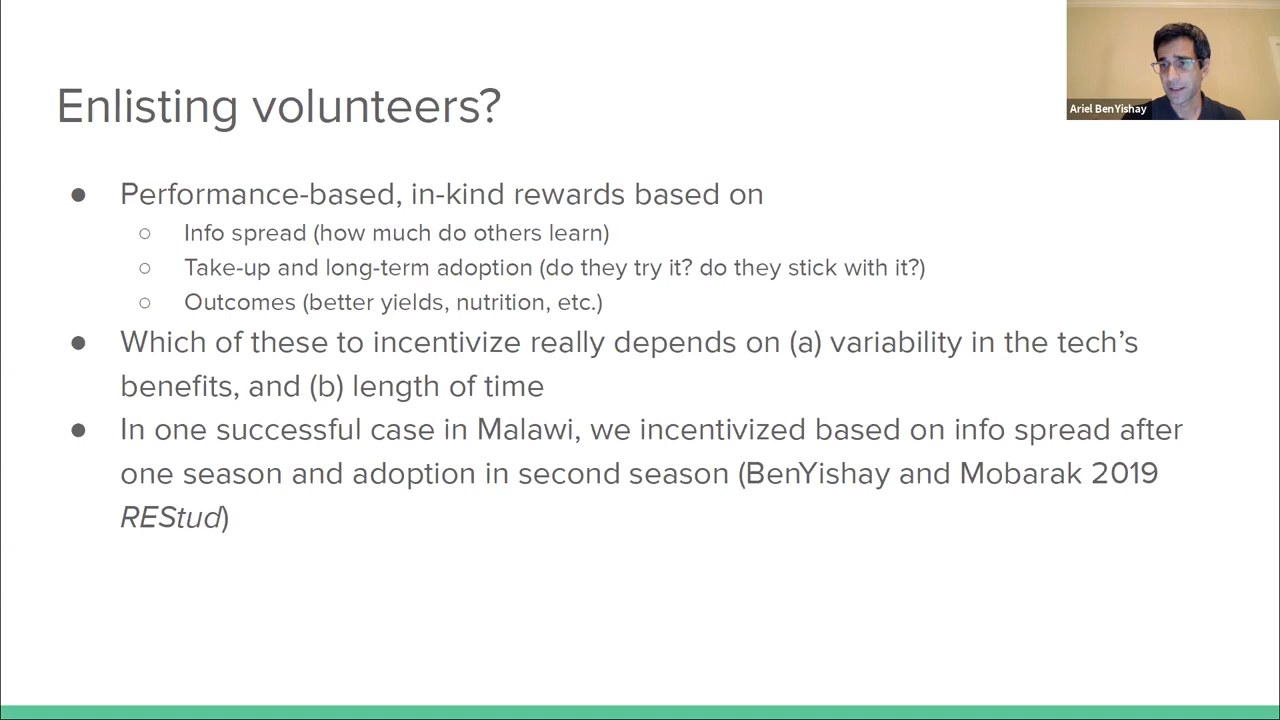 Enlisting volunteers?
Ariel BenYishay
● Performance-based, in-kind rewards based on
○ Info spread (how much do others learn)
○ Take-up and long-term adoption (do they try it? do they stick with it?)
○ Outcomes (better yields, nutrition, etc.)
● Which of these to incentivize really depends on (a) variability in the tech’s
benefits, and (b) length of time
● In one successful case in Malawi, we incentivized based on info spread after
one season and adoption in second season (BenYishay and Mobarak 2019
REStud)